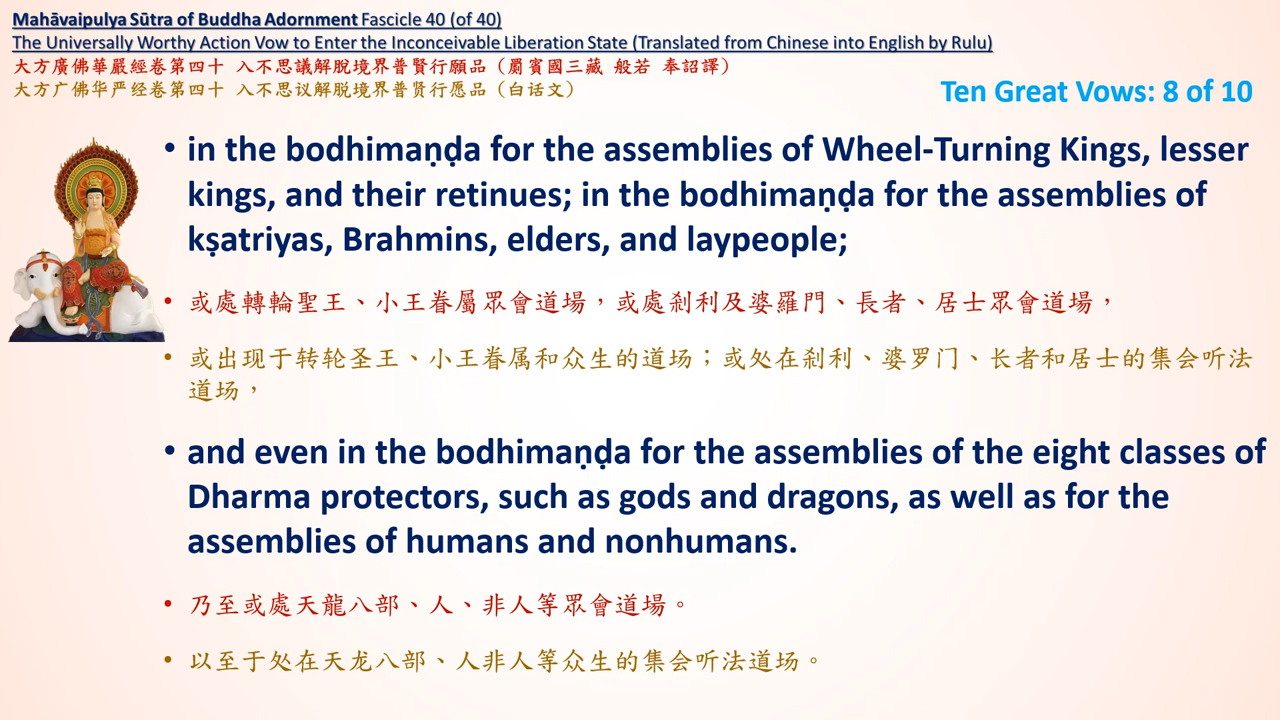 Mahāvaipulya Sūtra of Buddha Adornment Fascicle 40 (of 40)
The Universally Worthy Action Vow to Enter the Inconceivable Liberation State (Translated from Chinese into English by Rulu)
大方廣佛華嚴經卷第四十 入不思議解脫境界普賢行願品（罽賓國三藏 般若 奉詔譯）
大方广佛华严经卷第四十 入不思议解脱境界普贤行愿品（白话文）
Ten Great Vows: 8 of 10
• in the bodhimaṇḍa for the assemblies of Wheel-Turning Kings, lesser
kings, and their retinues; in the bodhimaṇḍa for the assemblies of
kṣatriyas, Brahmins, elders, and laypeople;
• 或處轉輪聖王、小王眷屬眾會道場，或處剎利及婆羅門、長者、居士眾會道場，
• 或出现于转轮圣王、小王眷属和众生的道场；或处在刹利、婆罗门、长者和居士的集会听法
道场，
• and even in the bodhimaṇḍa for the assemblies of the eight classes of
Dharma protectors, such as gods and dragons, as well as for the
assemblies of humans and nonhumans.
• 乃至或處天龍八部、人、非人等眾會道場。
• 以至于处在天龙八部、人非人等众生的集会听法道场。